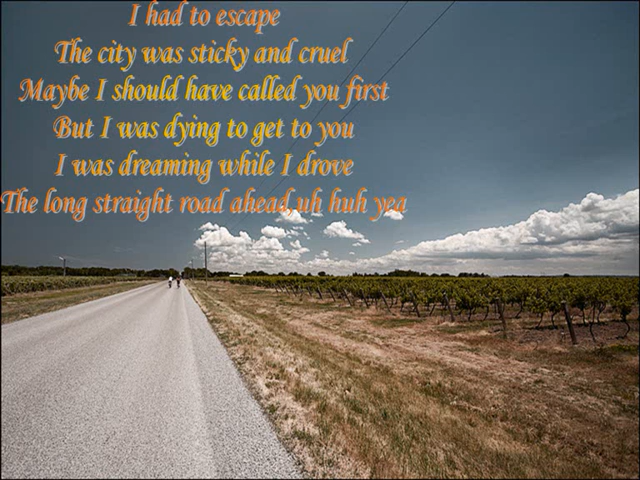 I had to escape
The city was sticky and cruel
Maybe I should have called you first
But I was dying to get to you
I was dreaming while I drove
The long straight road ahead,uh huh yea